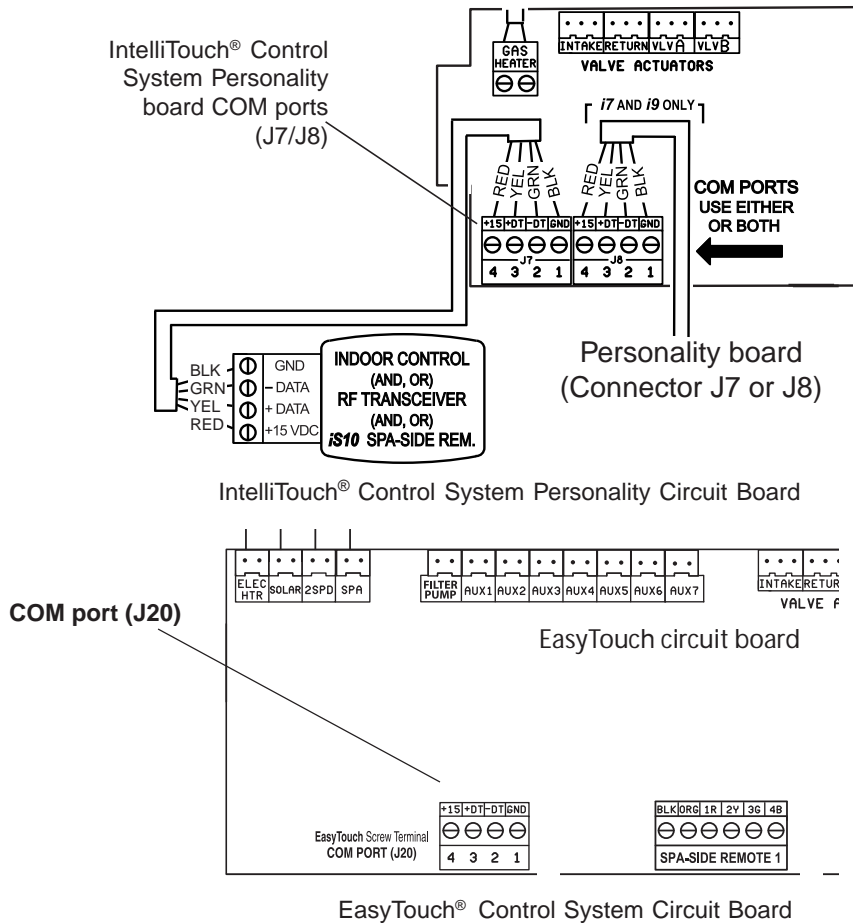 IntelliTouch® Control
System Personality
board COM ports
(J7/J8)
GAS
HEATER
INTAKE RETURN VLV A VLV B
VALVE ACTUATORS
i7 AND i9 ONLY
RED YEL GRN BLK
RED YEL GRN BLK
+15 +DT -DT GND
+15 +DT -DT GND
J7
J8
4 3 2 1
4 3 2 1
COM PORTS
USE EITHER
OR BOTH
Personality board
(Connector J7 or J8)
BLK GND
GRN – DATA
YEL + DATA
RED +15 VDC
INDOOR CONTROL
(AND, OR)
RF TRANSCEIVER
(AND, OR)
iS10 SPA-SIDE REM.
IntelliTouch® Control System Personality Circuit Board
ELEC
HTR
SOLAR
2SPD
SPA
FILTER
PUMP
AUX1 AUX2 AUX3 AUX4 AUX5 AUX6 AUX7
INTAKE RETUR
VALVE A
COM port (J20)
EasyTouch circuit board
EasyTouch Screw Terminal
COM PORT (J20)
+15 +DT -DT GND
4 3 2 1
BLK ORG 1R 2Y 3G 4B
SPA-SIDE REMOTE 1
EasyTouch® Control System Circuit Board